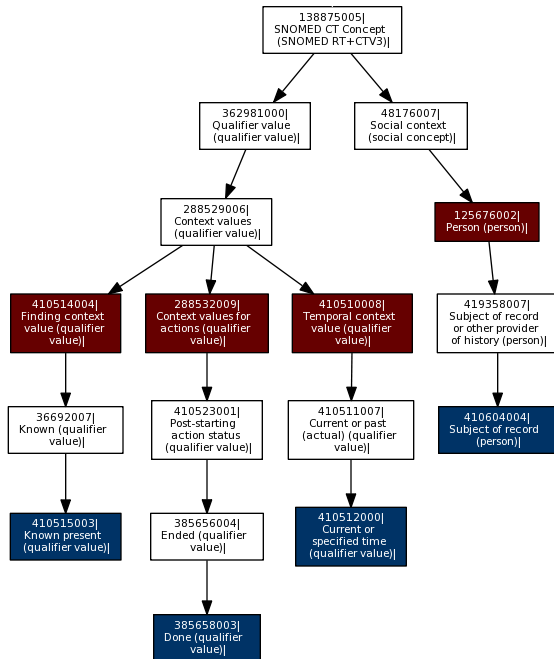 138875005|
SNOMED CT Concept
(SNOMED RT+CTV3)|
362981000|
Qualifier value
(qualifier value)|
48176007|
Social context
(social concept)|
288529006|
Context values
(qualifier value)|
125676002|
Person (person)|
410514004|
Finding context
value (qualifier
value)|
288532009|
Context values for
actions (qualifier
value)|
410510008|
Temporal context
value (qualifier
value)|
419358007|
Subject of record
or other provider
of history (person)|
36692007|
Known (qualifier
value)|
410523001|
Post-starting
action status
(qualifier value)|
410511007|
Current or past
(actual) (qualifier
value)|
410604004|
Subject of record
(person)|
410515003|
Known present
(qualifier value)|
385656004|
Ended (qualifier
value)|
410512000|
Current or
specified time
(qualifier value)|
385658003|
Done (qualifier
value)|